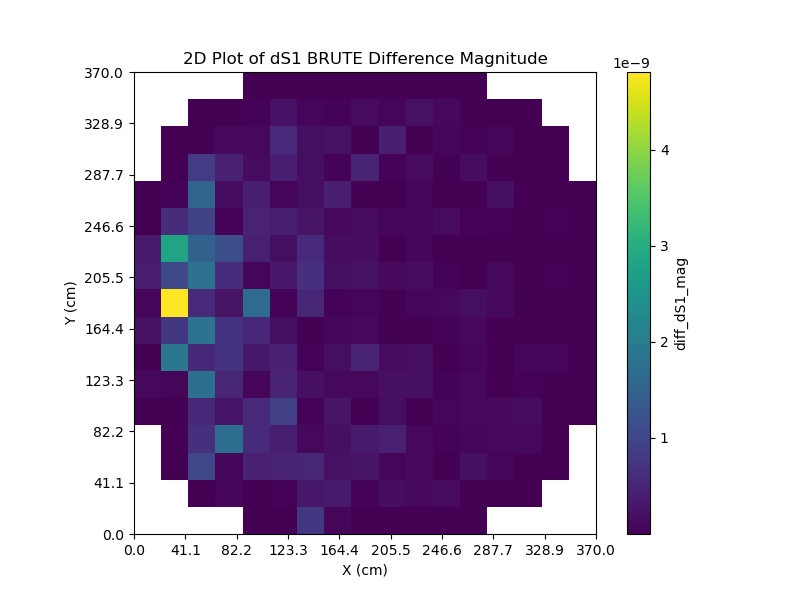 2D Plot of dS1 BRUTE Difference Magnitude
1e−9
370.0
328.9
287.7
246.6
205.5
164.4
123.3
82.2
41.1
0.0
Y (cm)
0.0 41.1 82.2 123.3 164.4 205.5 246.6 287.7 328.9 370.0
X (cm)
4
3
2
1
diff_dS1_mag